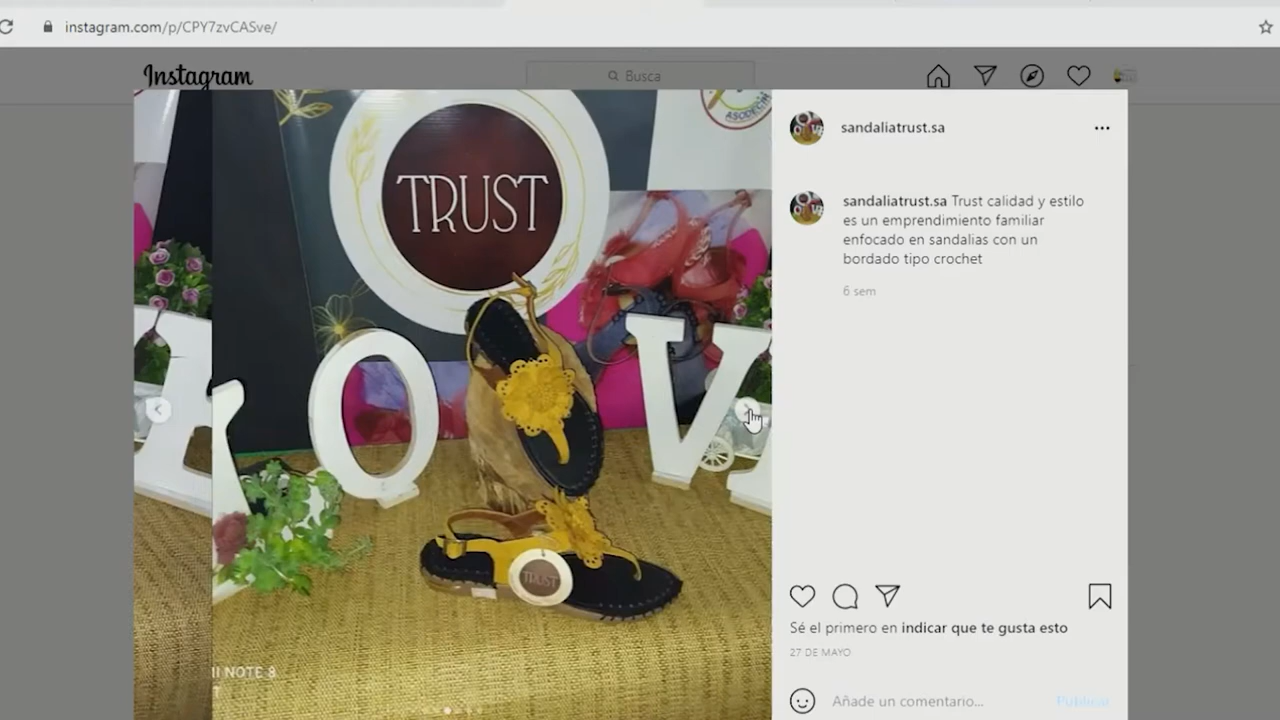 instagram.com/p/CPY7zvCASve/
Instagram
Busca
ASODECIN
TRUST
sandaliatrust.sa
sandaliatrust.sa Trust calidad y estilo
es un emprendimiento familiar
enfocado en sandalias con un
bordado tipo crochet
6 sem
L
O
V
TRUST
Sé el primero en indicar que te gusta esto
27 DE MAYO
NOTE 8
Añade un comentario...
Publicar